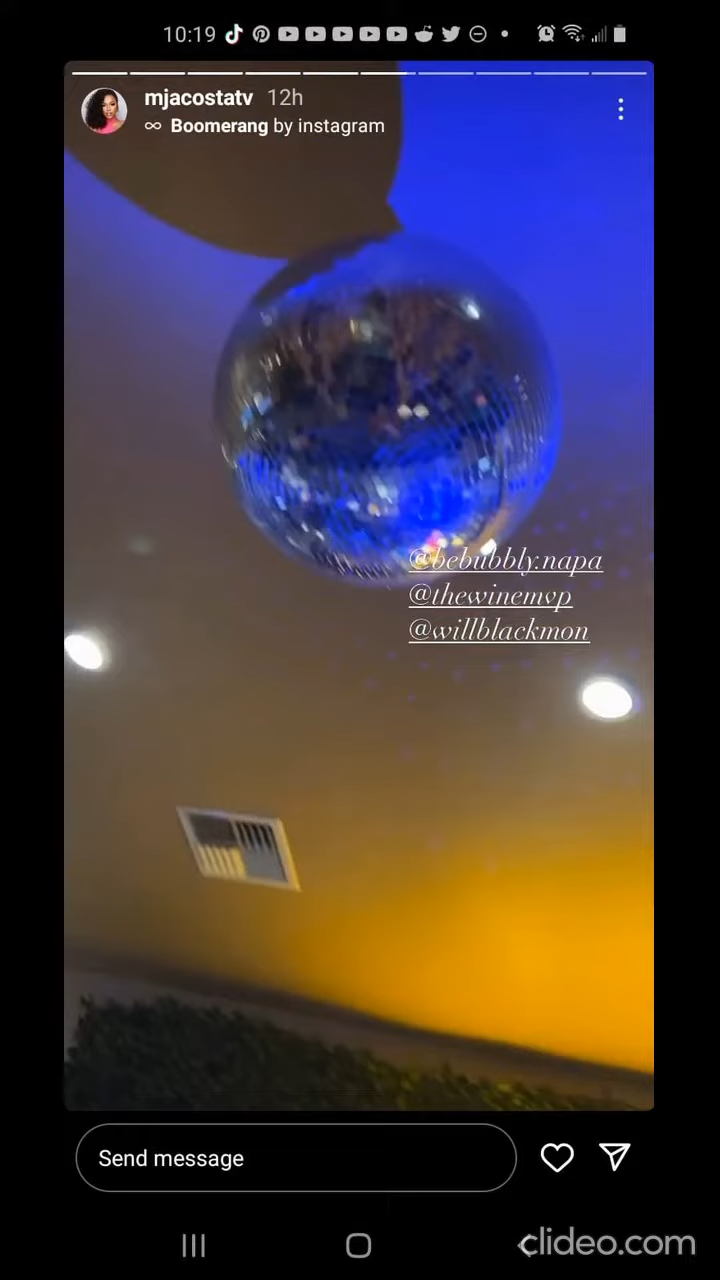 10:19
mjacostatv 12h
Boomerang by instagram
@bebubbly.napa
@thewinemvp
@willblackmon
Send message
clideo.com